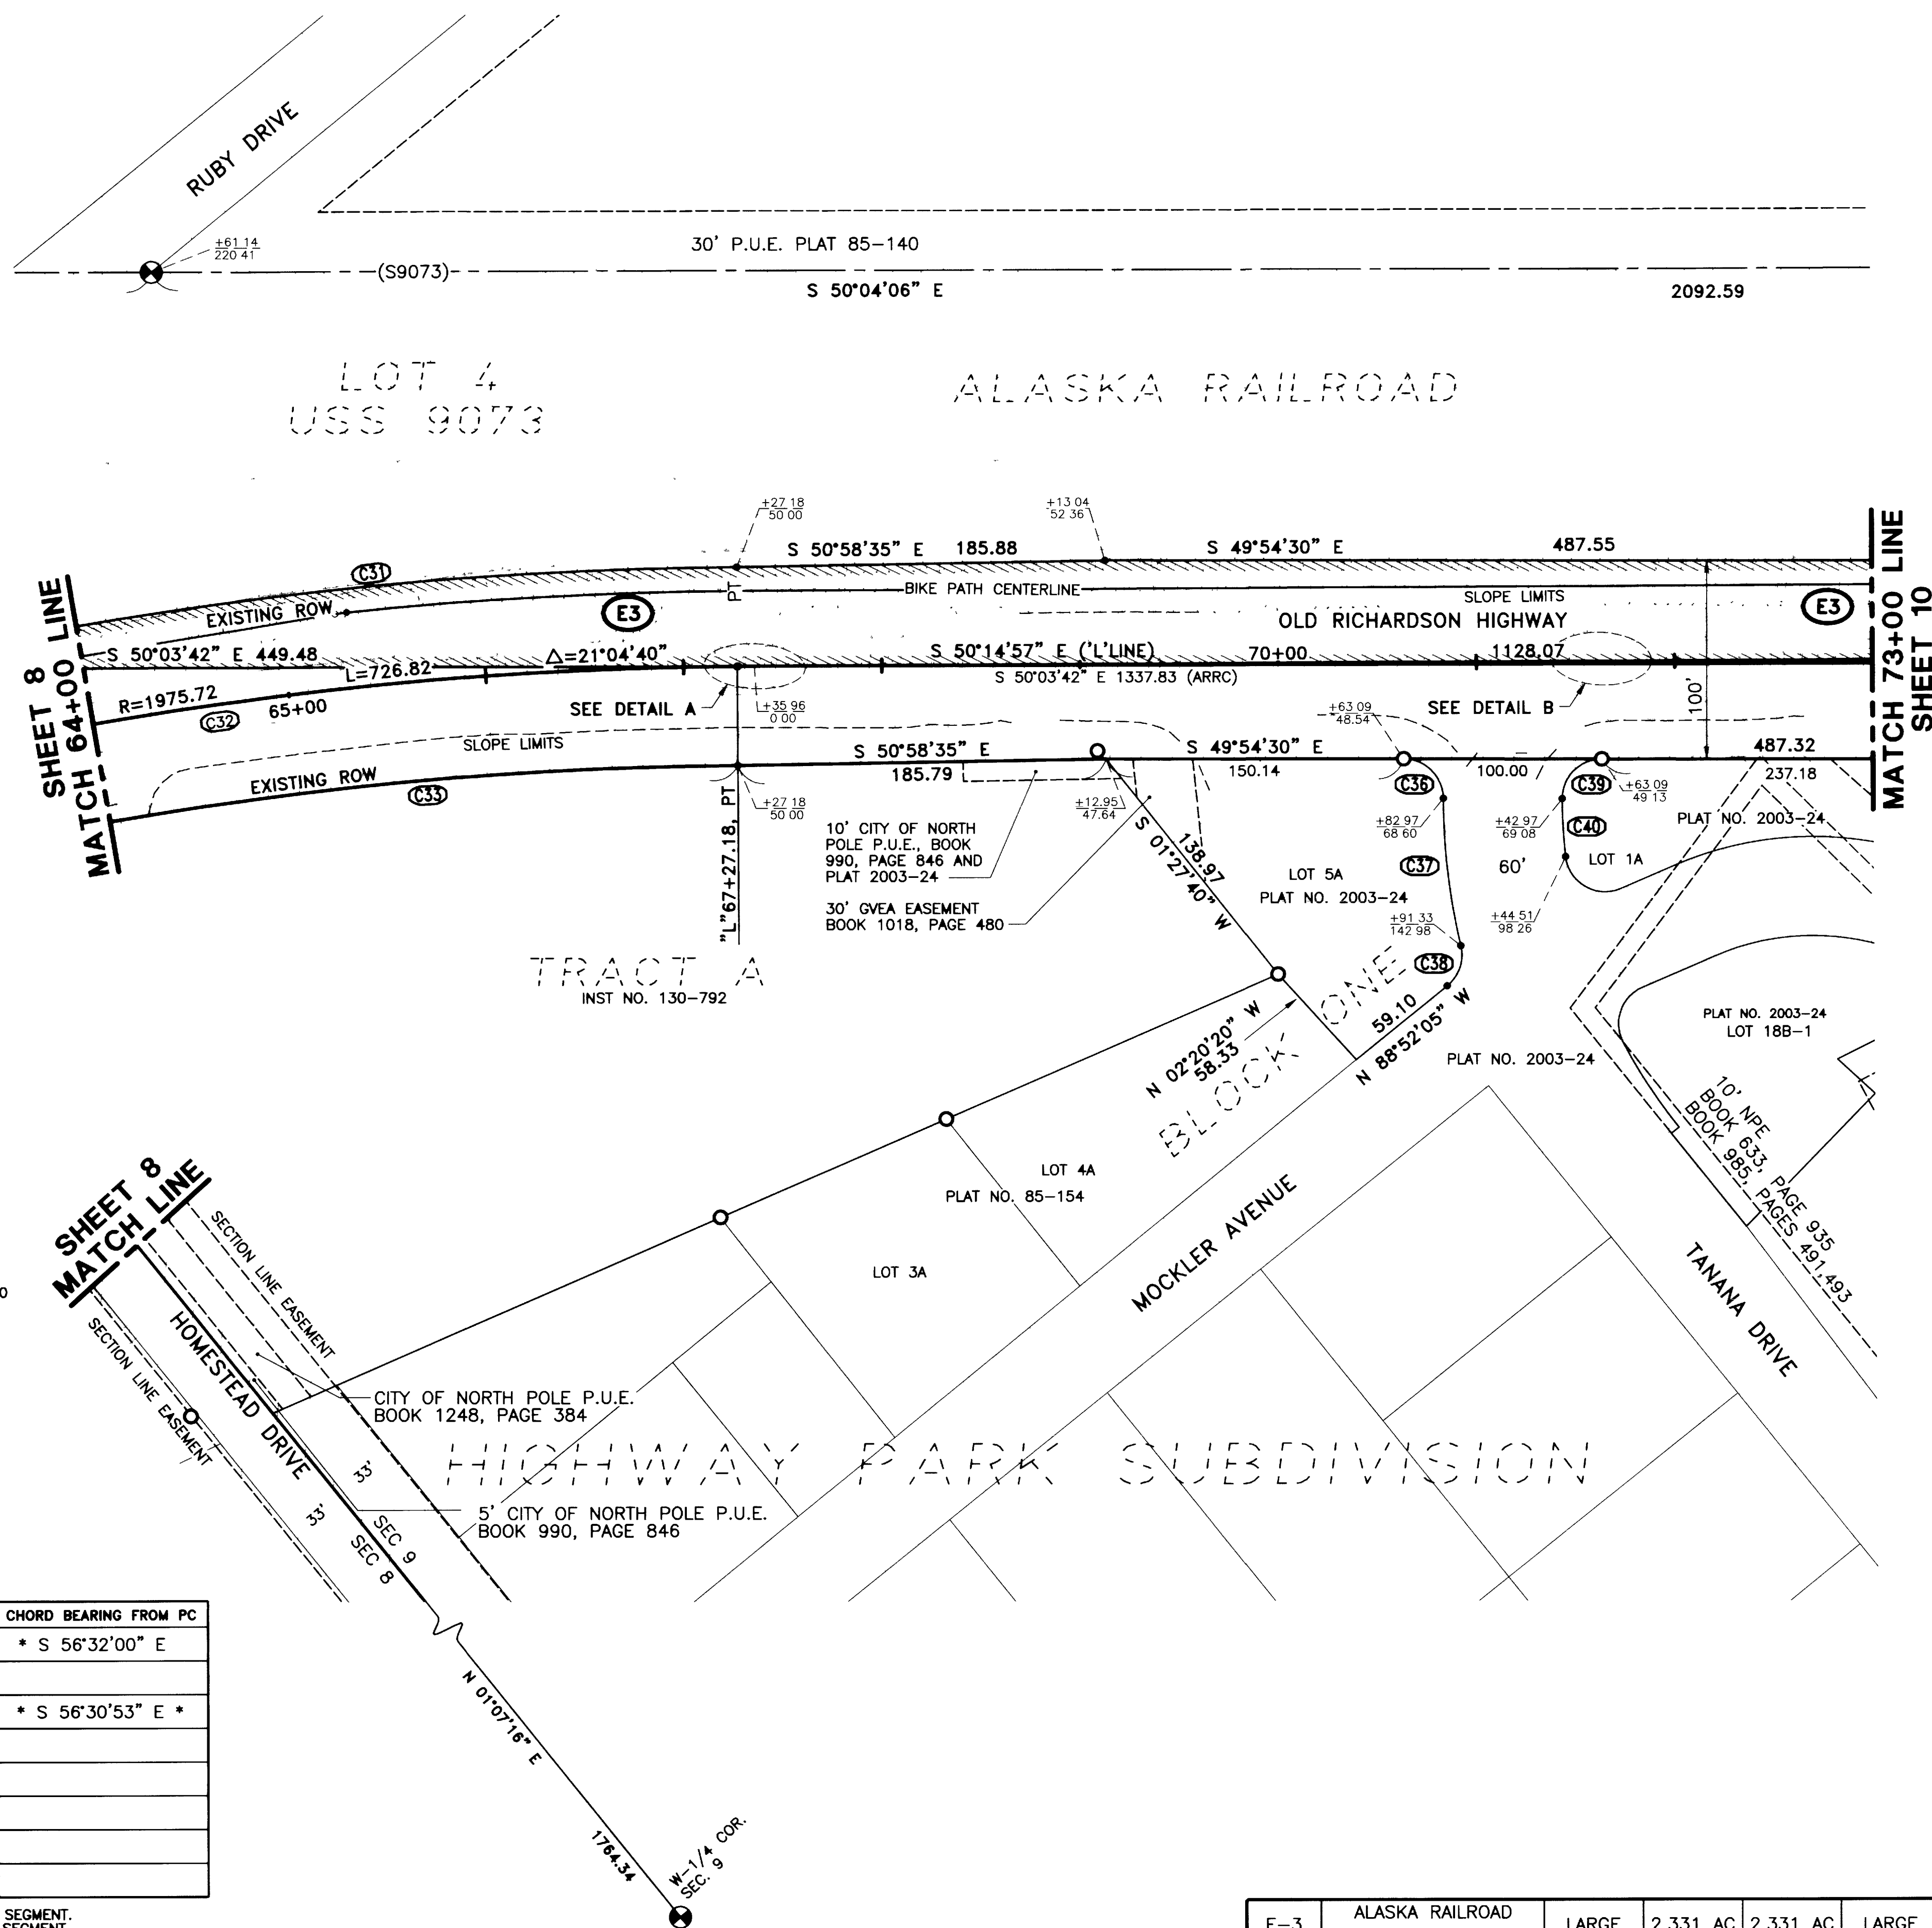 RUBY DRIVE
+61 14
220 41
30' P.U.E. PLAT 85-140
(S9073)
S 50°04'06" E
2092.59
LOT 4
USS 9073
ALASKA RAILROAD
+27 18
50 00
+13 04
52 36
S 50°58'35" E 185.88
S 49°54'30" E
487.55
C31
PT
BIKE PATH CENTERLINE
SLOPE LIMITS
EXISTING ROW
E3
OLD RICHARDSON HIGHWAY
E3
SHEET 8
MATCH 64+00 LINE
MATCH 73+00 LINE
SHEET 10
S 50°03'42" E 449.48
L=726.82
Δ=21°04'40"
S 50°14'57" E ('L'LINE)
70+00
1128.07
S 50°03'42" E 1337.83 (ARRC)
R=1975.72
C32
65+00
SEE DETAIL A
+35 96
0 00
+63 09
48.54
SEE DETAIL B
100'
SLOPE LIMITS
S 50°58'35" E
S 49°54'30" E
487.32
EXISTING ROW
C33
185.79
150.14
100.00
237.18
C36
C39
+63 09
49 13
"L"67+27.18, PT
+27 18
50 00
+12.95
47.64
10' CITY OF NORTH
POLE P.U.E., BOOK
990, PAGE 846 AND
PLAT 2003-24
138.97
S 01°27'40" W
+82 97
68 60
+42 97
69 08
C40
PLAT NO. 2003-24
C37
60'
LOT 1A
LOT 5A
PLAT NO. 2003-24
30' GVEA EASEMENT
BOOK 1018, PAGE 480
+91 33
142 98
+44 51
98 26
C38
TRACT A
INST NO. 130-792
BLOCK ONE
N 02°20'20" W
58.33
59.10
N 88°52'05" W
PLAT NO. 2003-24
LOT 18B-1
PLAT NO. 2003-24
10' NPE
BOOK 633, PAGE 935
BOOK 985, PAGES 491,493
LOT 4A
PLAT NO. 85-154
LOT 3A
MOCKLER AVENUE
TANANA DRIVE
SHEET 8
MATCH LINE
SECTION LINE EASEMENT
SECTION LINE EASEMENT
HOMESTEAD DRIVE
CITY OF NORTH POLE P.U.E.
BOOK 1248, PAGE 384
HIGHWAY PARK SUBDIVISION
33'
33'
5' CITY OF NORTH POLE P.U.E.
BOOK 990, PAGE 846
SEC 9
SEC 8
N 01°07'16" E
1764.34
W-1/4 COR.
SEC. 9
CHORD BEARING FROM PC
* S 56°32'00" E
* S 56°30'53" E *
SEGMENT.
SEGMENT
E-3
ALASKA RAILROAD
LARGE
2.331 AC
2.331 AC
LARGE